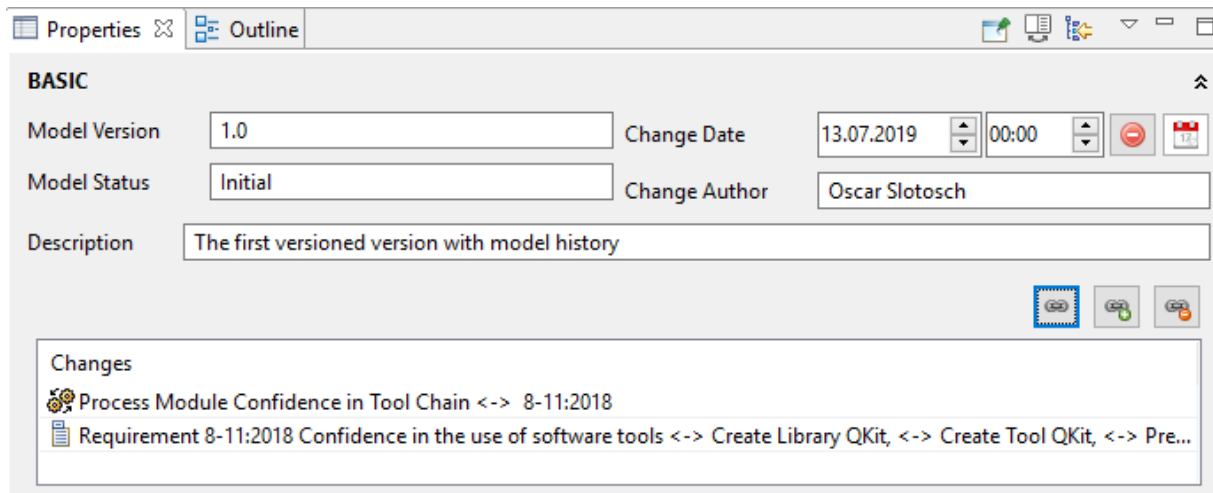 Properties Outline
BASIC
Model Version 1.0 Change Date 13.07.2019 00:00
Model Status Initial Change Author Oscar Slotosch
Description The first versioned version with model history
Changes
Process Module Confidence in Tool Chain <-> 8-11:2018
Requirement 8-11:2018 Confidence in the use of software tools <-> Create Library QKit, <-> Create Tool QKit, <-> Pre...